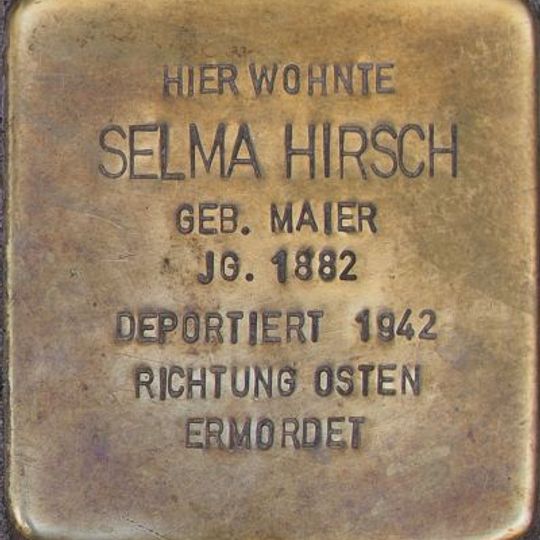 HIER WOHNTE
SELMA HIRSCH
GEB. MAIER
JG. 1882
DEPORTIERT 1942
RICHTUNG OSTEN
ERMORDET